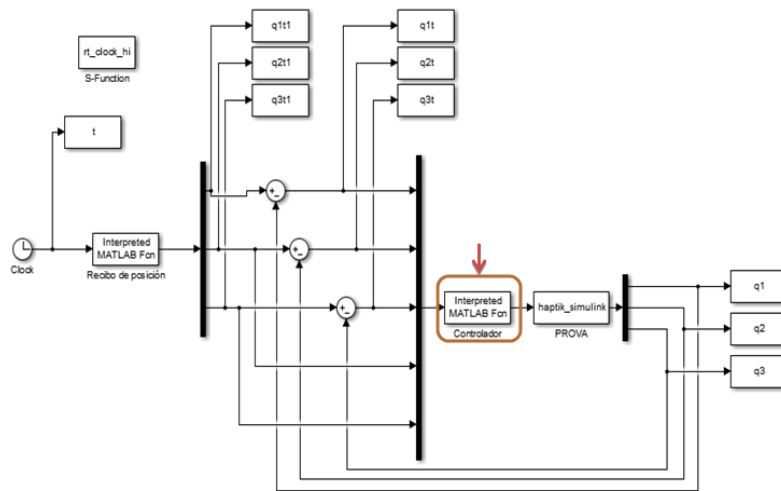 q1t1
q1t
rt_clock_hi
q2t1
q2t
S-Function
q3t1
q3t
t
+
-
Interpreted
MATLAB Fcn
+
-
Clock
Recibo de posición
q1
+
-
Interpreted
MATLAB Fcn
haptik_simulink
Controlador
PROVA
q2
q3